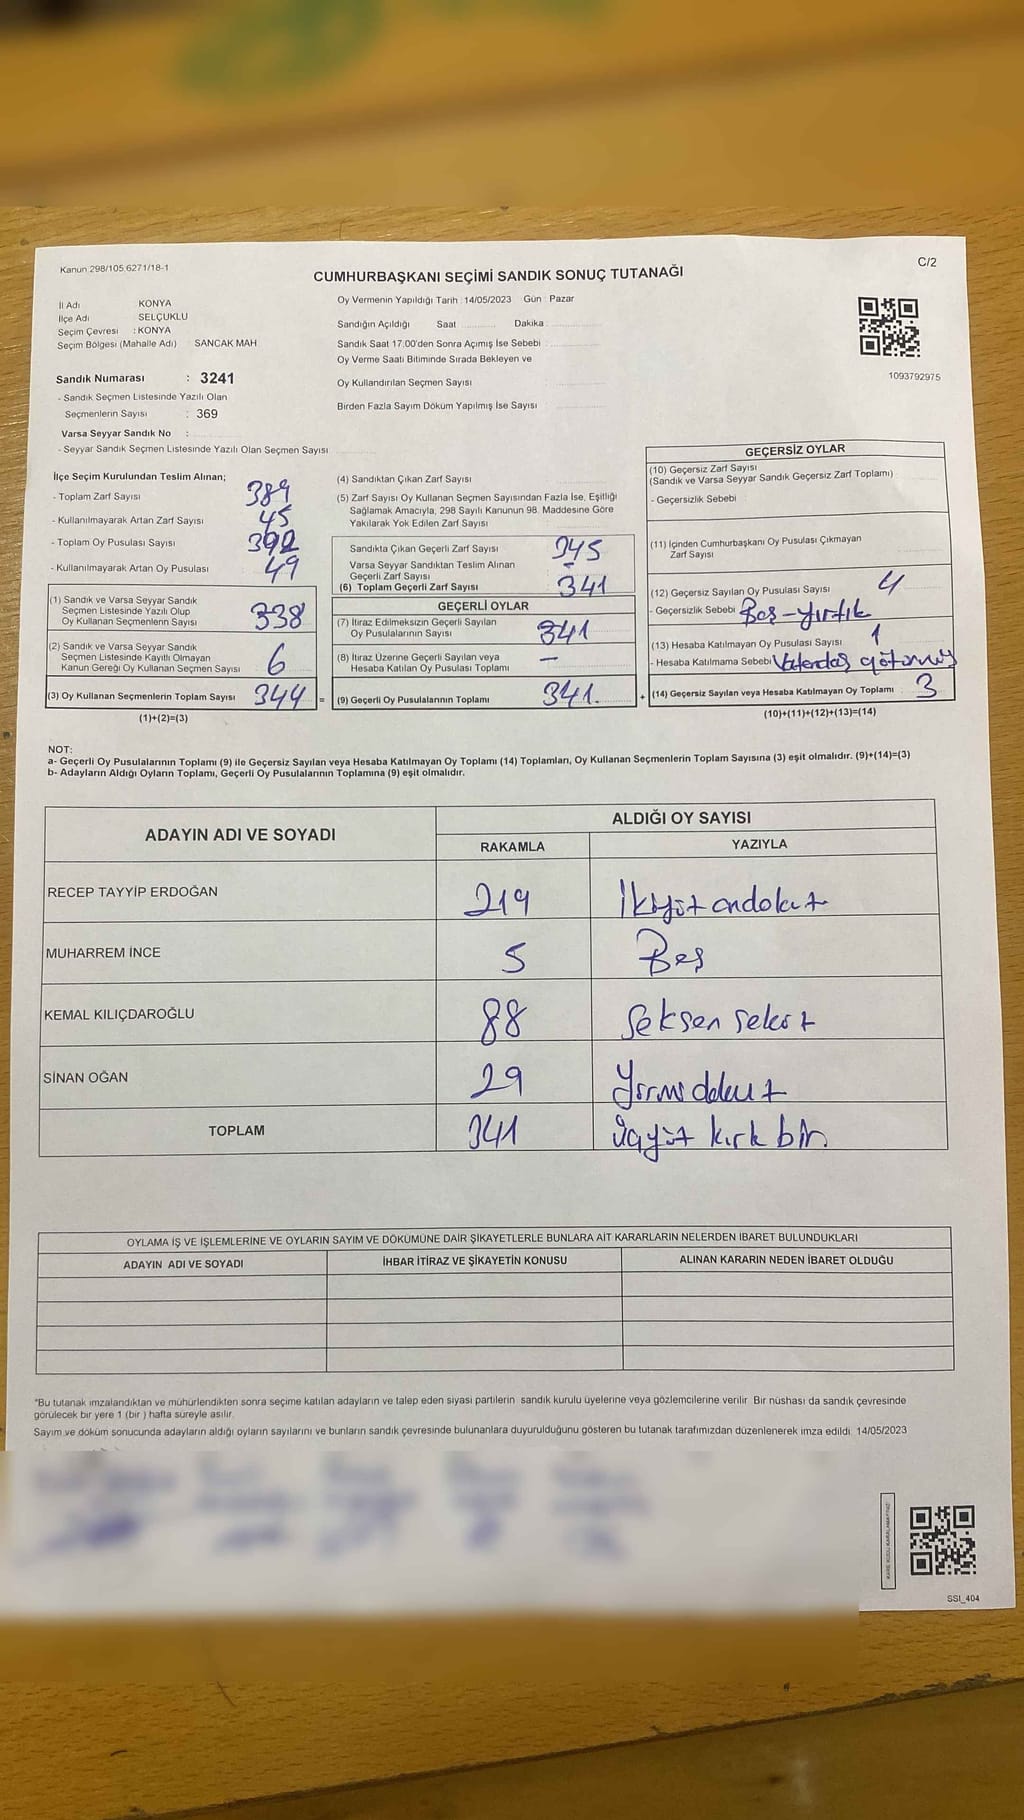 Kanun:298/105 6271/18-1
C/2
CUMHURBAŞKANI SEÇİMİ SANDIK SONUÇ TUTANAĞI
İl Adı : KONYA
İlçe Adı : SELÇUKLU
Seçim Çevresi : KONYA
Seçim Bölgesi (Mahalle Adı) SANCAK MAH
Sandık Numarası : 3241
- Sandık Seçmen Listesinde Yazılı Olan
Seçmenlerin Sayısı : 369
Varsa Seyyar Sandık No :
- Seyyar Sandık Seçmen Listesinde Yazılı Olan Seçmen Sayısı
Oy Vermenin Yapıldığı Tarih : 14/05/2023 Gün : Pazar
Sandığın Açıldığı Saat Dakika :
Sandık Saat 17:00'den Sonra Açımış İse Sebebi :
Oy Verme Saati Bitiminde Sırada Bekleyen ve
Oy Kullandırılan Seçmen Sayısı
Birden Fazla Sayım Döküm Yapılmış İse Sayısı
1093792975
İlçe Seçim Kurulundan Teslim Alınan;
- Toplam Zarf Sayısı 389
- Kullanılmayarak Artan Zarf Sayısı 45
- Toplam Oy Pusulası Sayısı 392
- Kullanılmayarak Artan Oy Pusulası 49
(1) Sandık ve Varsa Seyyar Sandık
Seçmen Listesinde Yazılı Olup
Oy Kullanan Seçmenlerın Sayısı 338
(2) Sandık ve Varsa Seyyar Sandık
Seçmen Listesinde Kayıtlı Olmayan
Kanun Gereği Oy Kullanan Seçmen Sayısı 6
(3) Oy Kullanan Seçmenlerin Toplam Sayısı 344 =
(1)+(2)=(3)
(4) Sandıktan Çıkan Zarf Sayısı
(5) Zarf Sayısı Oy Kullanan Seçmen Sayısından Fazla İse, Eşitliği
Sağlamak Amacıyla, 298 Sayılı Kanunun 98. Maddesine Göre
Yakılarak Yok Edilen Zarf Sayısı
Sandıkta Çıkan Geçerli Zarf Sayısı 345
Varsa Seyyar Sandıktan Teslim Alınan
Geçerli Zarf Sayısı -
(6) Toplam Geçerli Zarf Sayısı 341
GEÇERLİ OYLAR
(7) İtiraz Edilmeksizin Geçerli Sayılan
Oy Pusulalarının Sayısı 341
(8) İtiraz Üzerine Geçerli Sayılan veya
Hesaba Katılan Oy Pusulası Toplamı -
(9) Geçerli Oy Pusulalarının Toplamı 341. +
GEÇERSİZ OYLAR
(10) Geçersiz Zarf Sayısı
(Sandık ve Varsa Seyyar Sandık Geçersiz Zarf Toplamı)
- Geçersizlik Sebebi
(11) İçinden Cumhurbaşkanı Oy Pusulası Çıkmayan
Zarf Sayısı
(12) Geçersiz Sayılan Oy Pusulası Sayısı 4
- Geçersizlik Sebebi Boş-yırtık
(13) Hesaba Katılmayan Oy Pusulası Sayısı 1
- Hesaba Katılmama Sebebi Vatandaş götürmüş
(14) Geçersiz Sayılan veya Hesaba Katılmayan Oy Toplamı 3
(10)+(11)+(12)+(13)=(14)
NOT:
a- Geçerli Oy Pusulalarının Toplamı (9) ile Geçersiz Sayılan veya Hesaba Katılmayan Oy Toplamı (14) Toplamları, Oy Kullanan Seçmenlerin Toplam Sayısına (3) eşit olmalıdır. (9)+(14)=(3)
b- Adayların Aldığı Oyların Toplamı, Geçerli Oy Pusulalarının Toplamına (9) eşit olmalıdır.
ADAYIN ADI VE SOYADI
ALDIĞI OY SAYISI
RAKAMLA YAZIYLA
RECEP TAYYİP ERDOĞAN 219 İkiyüz ondokuz
MUHARREM İNCE 5 Beş
KEMAL KILIÇDAROĞLU 88 Seksen sekiz
SİNAN OĞAN 29 Yirmi dokuz
TOPLAM 341 üçyüz kırk bir.
OYLAMA İŞ VE İŞLEMLERİNE VE OYLARIN SAYIM VE DÖKÜMÜNE DAİR ŞİKAYETLERLE BUNLARA AİT KARARLARIN NELERDEN İBARET BULUNDUKLARI
ADAYIN ADI VE SOYADI İHBAR İTİRAZ VE ŞİKAYETİN KONUSU ALINAN KARARIN NEDEN İBARET OLDUĞU
*Bu tutanak imzalandıktan ve mühürlendikten sonra seçime katılan adayların ve talep eden siyasi partilerin sandık kurulu üyelerine veya gözlemcilerine verilir. Bir nüshası da sandık çevresinde
görülecek bir yere 1 (bir ) hafta süreyle asılır.
Sayım ve döküm sonucunda adayların aldığı oyların sayılarını ve bunların sandık çevresinde bulunanlara duyurulduğunu gösteren bu tutanak tarafımızdan düzenlenerek imza edildi. 14/05/2023
KARE KODU KARALAMAYINIZ
SSI_404